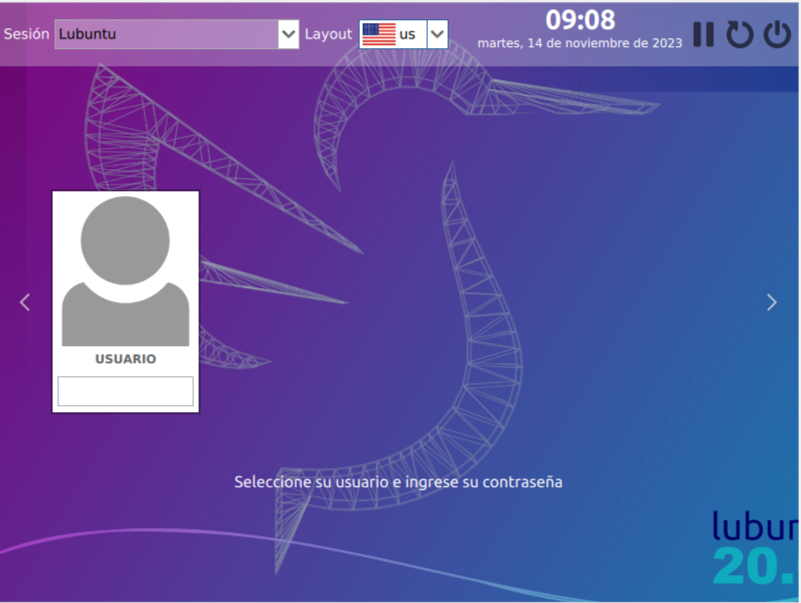 Sesión Lubuntu Layout us
09:08
martes, 14 de noviembre de 2023
USUARIO
Seleccione su usuario e ingrese su contraseña
lubun
20.